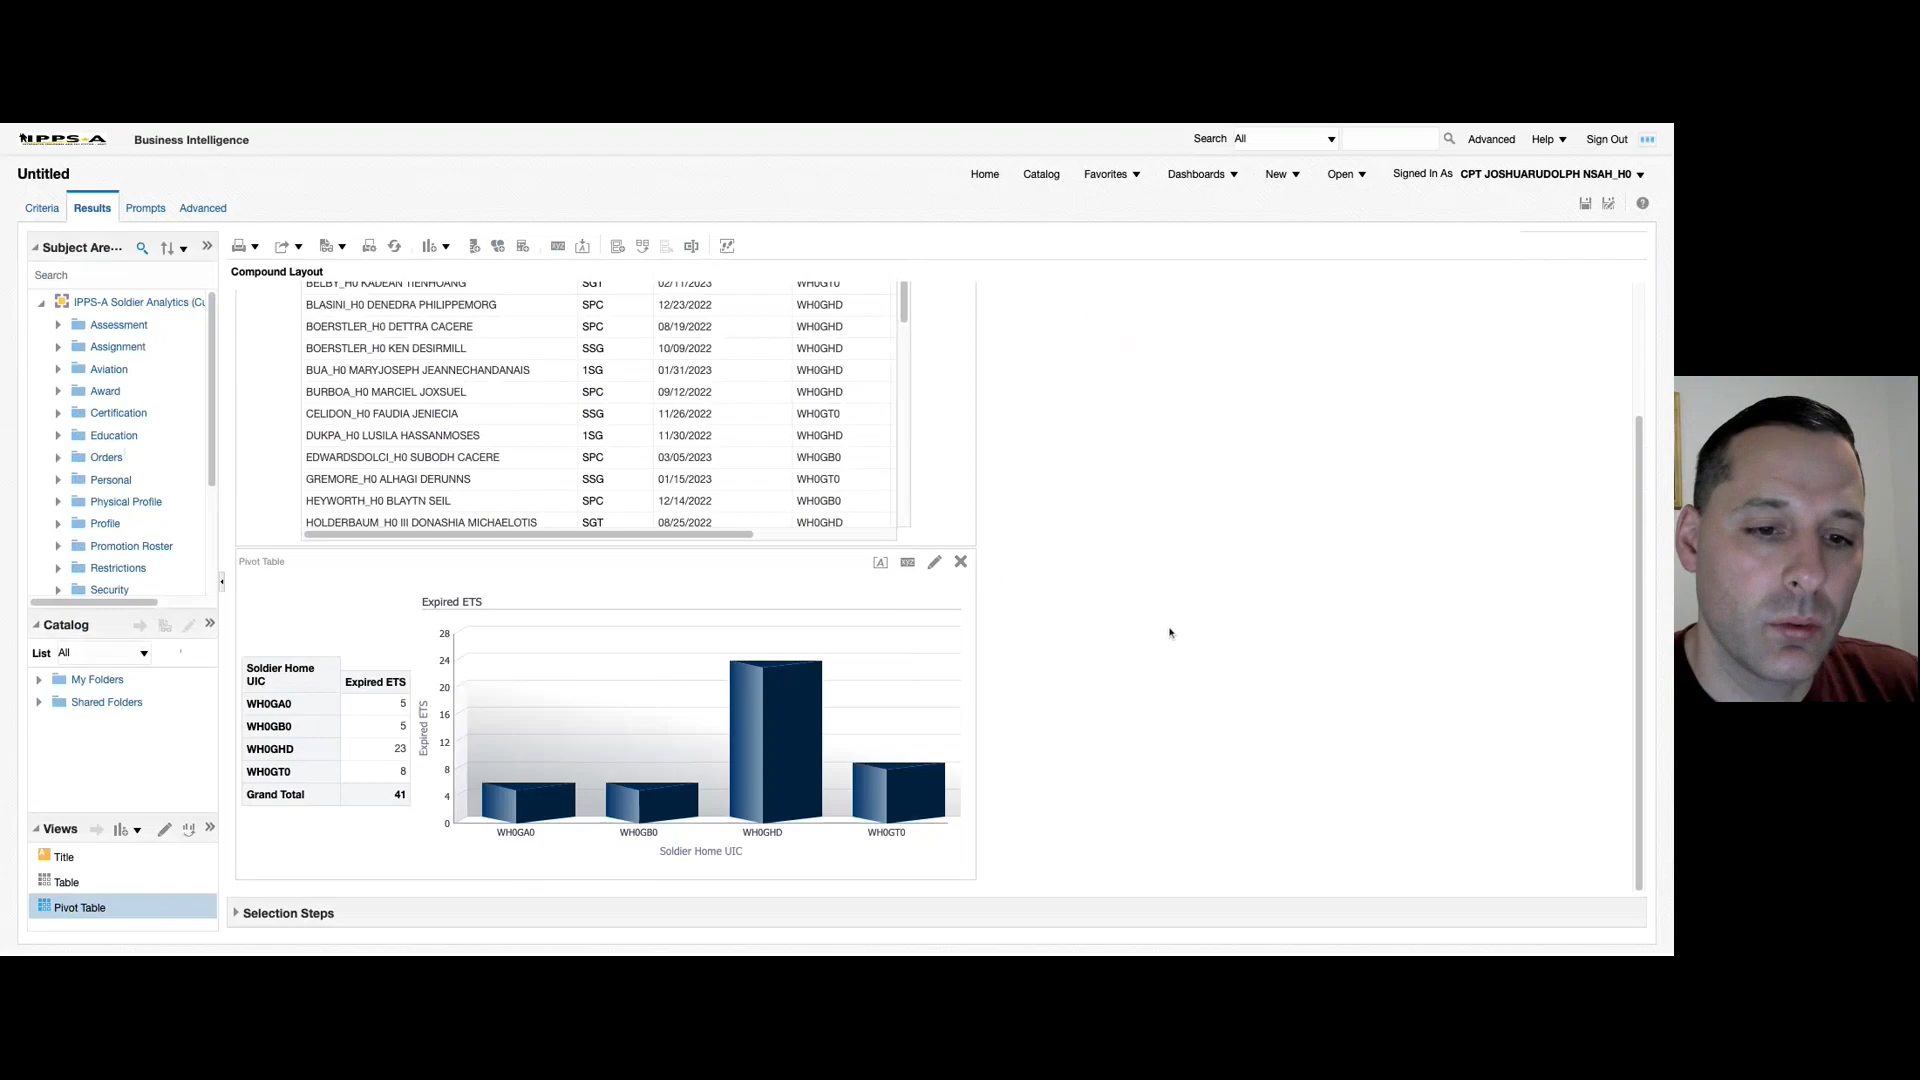 IPPS-A Business Intelligence Search All Advanced Help Sign Out
Untitled Home Catalog Favorites Dashboards New Open Signed In As CPT JOSHUARUDOLPH NSAH_H0
Criteria Results Prompts Advanced
Subject Are...
Search
IPPS-A Soldier Analytics (Cu
Assessment
Assignment
Aviation
Award
Certification
Education
Orders
Personal
Physical Profile
Profile
Promotion Roster
Restrictions
Security
Catalog
List All
My Folders
Shared Folders
Views
Title
Table
Pivot Table
Compound Layout
BELBY_H0 KADEAN TIENHOANG SGT 02/11/2023 WH0GT0
BLASINI_H0 DENEDRA PHILIPPEMORG SPC 12/23/2022 WH0GHD
BOERSTLER_H0 DETTRA CACERE SPC 08/19/2022 WH0GHD
BOERSTLER_H0 KEN DESIRMILL SSG 10/09/2022 WH0GHD
BUA_H0 MARYJOSEPH JEANNECHANDANAIS 1SG 01/31/2023 WH0GHD
BURBOA_H0 MARCIEL JOXSUEL SPC 09/12/2022 WH0GHD
CELIDON_H0 FAUDIA JENIECIA SSG 11/26/2022 WH0GT0
DUKPA_H0 LUSILA HASSANMOSES 1SG 11/30/2022 WH0GHD
EDWARDSDOLCI_H0 SUBODH CACERE SPC 03/05/2023 WH0GB0
GREMORE_H0 ALHAGI DERUNNS SSG 01/15/2023 WH0GT0
HEYWORTH_H0 BLAYTN SEIL SPC 12/14/2022 WH0GB0
HOLDERBAUM_H0 III DONASHIA MICHAELOTIS SGT 08/25/2022 WH0GHD
Pivot Table
Soldier Home UIC Expired ETS
WH0GA0 5
WH0GB0 5
WH0GHD 23
WH0GT0 8
Grand Total 41
Expired ETS
28
24
20
16
12
8
4
0
Expired ETS
WH0GA0 WH0GB0 WH0GHD WH0GT0
Soldier Home UIC
Selection Steps